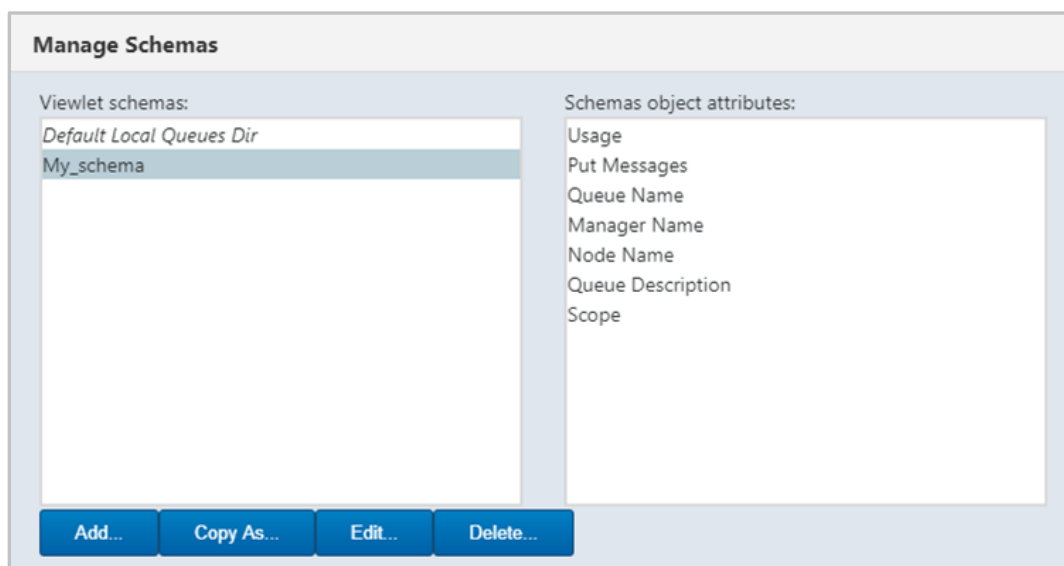 Manage Schemas
Viewlet schemas:
Default Local Queues Dir
My_schema
Schemas object attributes:
Usage
Put Messages
Queue Name
Manager Name
Node Name
Queue Description
Scope
Add...
Copy As...
Edit...
Delete...